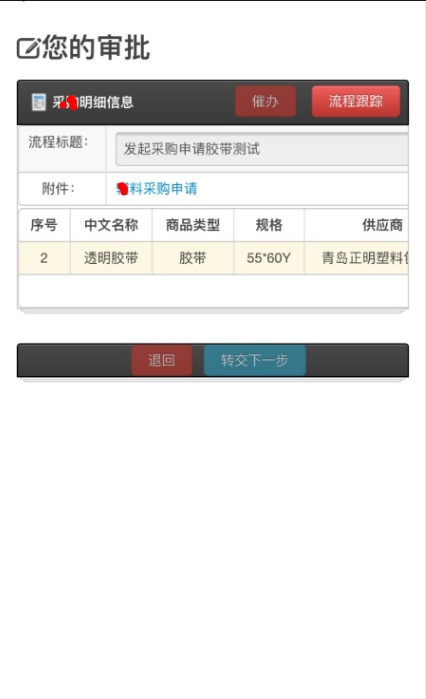 您的审批
采 明细信息 催办 流程跟踪
流程标题： 发起采购申请胶带测试
附件： 料采购申请
序号 中文名称 商品类型 规格 供应商
2 透明胶带 胶带 55*60Y 青岛正明塑料
退回 转交下一步